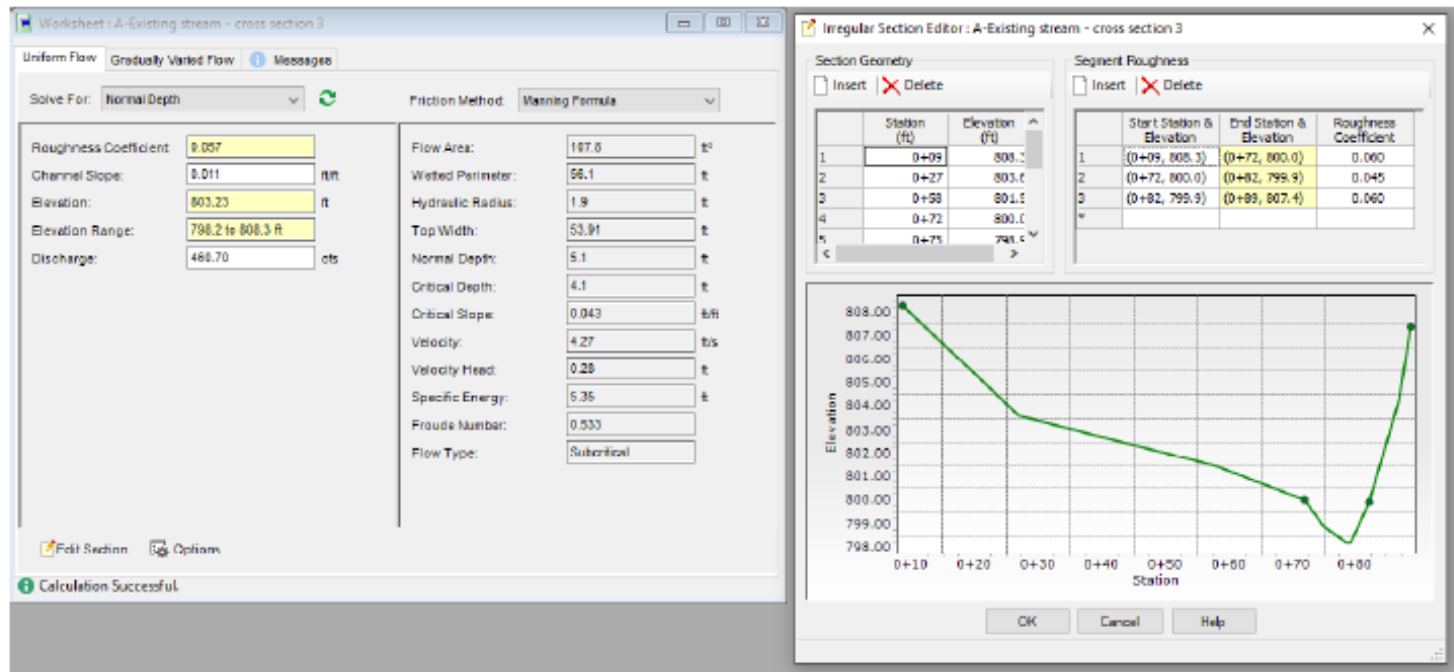 Worksheet : A-Existing stream - cross section 3
Uniform Flow Gradually Varied Flow Messages
Solve For: Normal Depth
Friction Method: Manning Formula
Roughness Coefficient: 0.057
Channel Slope: 0.011 ft/ft
Elevation: 803.23 ft
Elevation Range: 798.2 to 808.3 ft
Discharge: 460.70 cfs
Flow Area: 107.8 ft²
Wetted Perimeter: 56.1 ft
Hydraulic Radius: 1.9 ft
Top Width: 53.91 ft
Normal Depth: 5.1 ft
Critical Depth: 4.1 ft
Critical Slope: 0.043 ft/ft
Velocity: 4.27 ft/s
Velocity Head: 0.28 ft
Specific Energy: 5.35 ft
Froude Number: 0.533
Flow Type: Subcritical
Edit Section Options
Calculation Successful.
Irregular Section Editor : A-Existing stream - cross section 3
Section Geometry
Insert Delete
Station (ft) Elevation (ft)
1 0+09 808.3
2 0+27 803.6
3 0+58 801.5
4 0+72 800.0
5 0+75
Segment Roughness
Insert Delete
Start Station & Elevation End Station & Elevation Roughness Coefficient
1 (0+09, 808.3) (0+72, 800.0) 0.060
2 (0+72, 800.0) (0+82, 799.9) 0.045
3 (0+82, 799.9) (0+89, 807.4) 0.060
*
808.00
807.00
806.00
805.00
804.00
803.00
802.00
801.00
800.00
799.00
798.00
Elevation
0+10 0+20 0+30 0+40 0+50 0+60 0+70 0+80
Station
OK Cancel Help